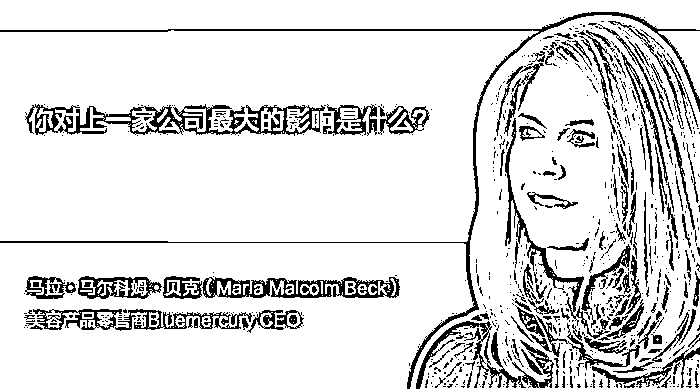 你对上一家公司最大的影响是什么？
马拉·马尔科姆·贝克（Marla Malcolm Beck）
美容产品零售商Bluemercury CEO